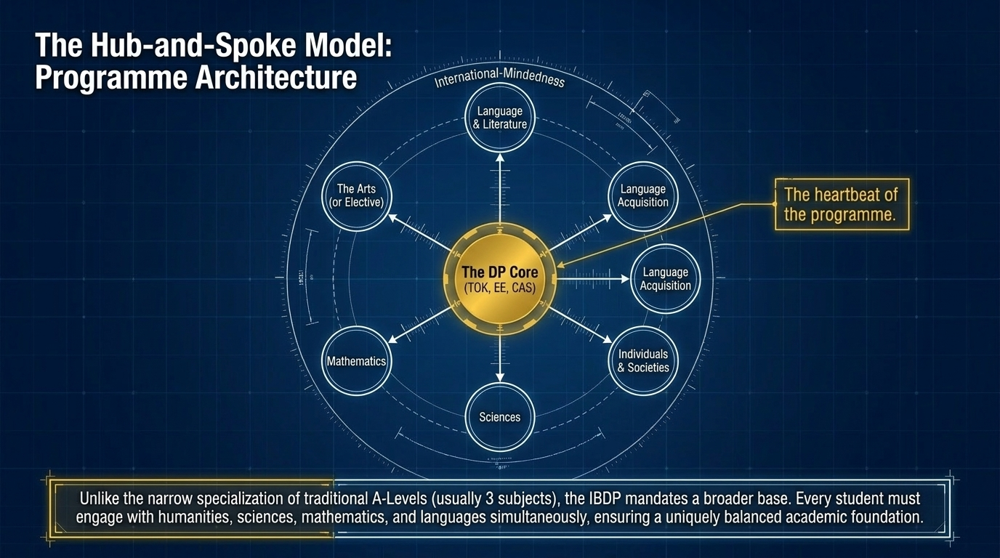 The Hub-and-Spoke Model:
Programme Architecture
International-Mindedness
Language
& Literature
The Arts
(or Elective)
Language
Acquisition
The heartbeat of
the programme.
The DP Core
(TOK, EE, CAS)
Language
Acquisition
Mathematics
Individuals
& Societies
Sciences
Unlike the narrow specialization of traditional A-Levels (usually 3 subjects), the IBDP mandates a broader base. Every student must
engage with humanities, sciences, mathematics, and languages simultaneously, ensuring a uniquely balanced academic foundation.